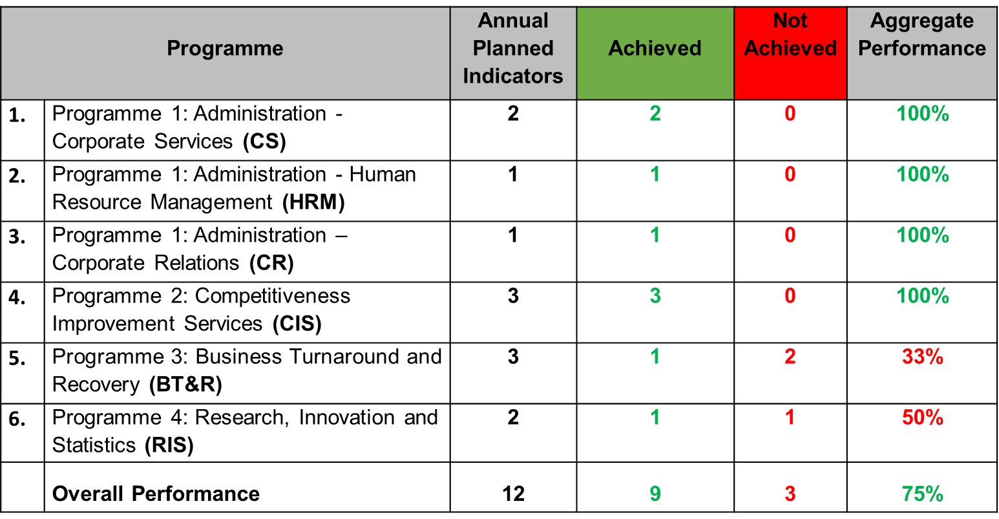 Programme Annual Planned Indicators Achieved Not Achieved Aggregate Performance
1. Programme 1: Administration - 2 2 0 100%
Corporate Services (CS)
2. Programme 1: Administration - Human 1 1 0 100%
Resource Management (HRM)
3. Programme 1: Administration – 1 1 0 100%
Corporate Relations (CR)
4. Programme 2: Competitiveness 3 3 0 100%
Improvement Services (CIS)
5. Programme 3: Business Turnaround and 3 1 2 33%
Recovery (BT&R)
6. Programme 4: Research, Innovation and 2 1 1 50%
Statistics (RIS)
Overall Performance 12 9 3 75%